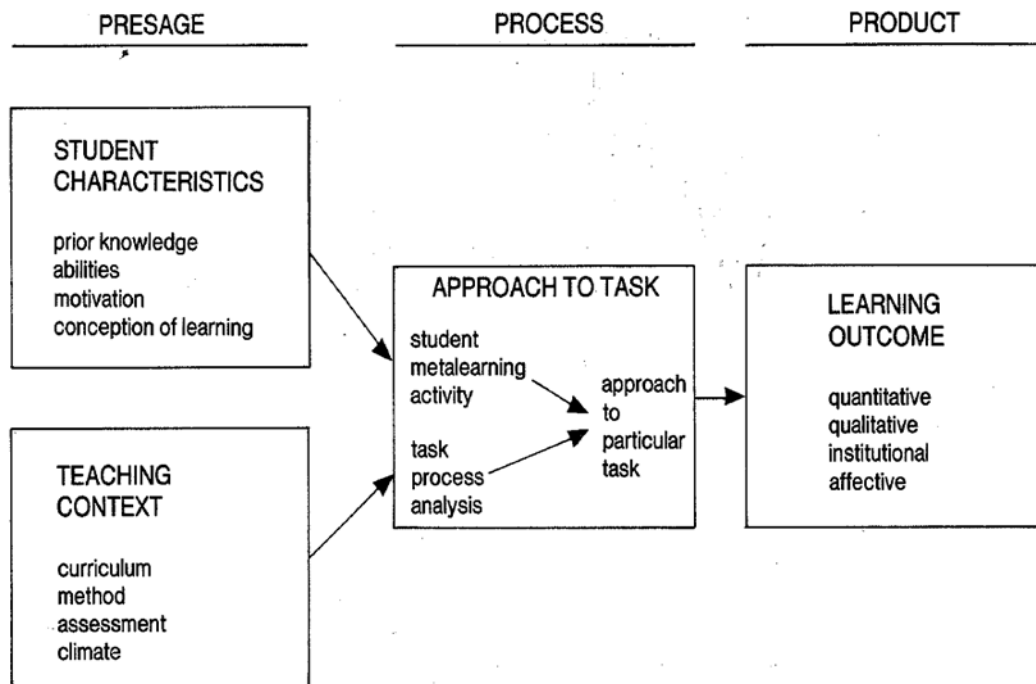 PRESAGE
PROCESS
PRODUCT
STUDENT
CHARACTERISTICS
prior knowledge
abilities
motivation
conception of learning
TEACHING
CONTEXT
curriculum
method
assessment
climate
APPROACH TO TASK
student
metalearning
activity
task
process
analysis
approach
to
particular
task
LEARNING
OUTCOME
quantitative
qualitative
institutional
affective